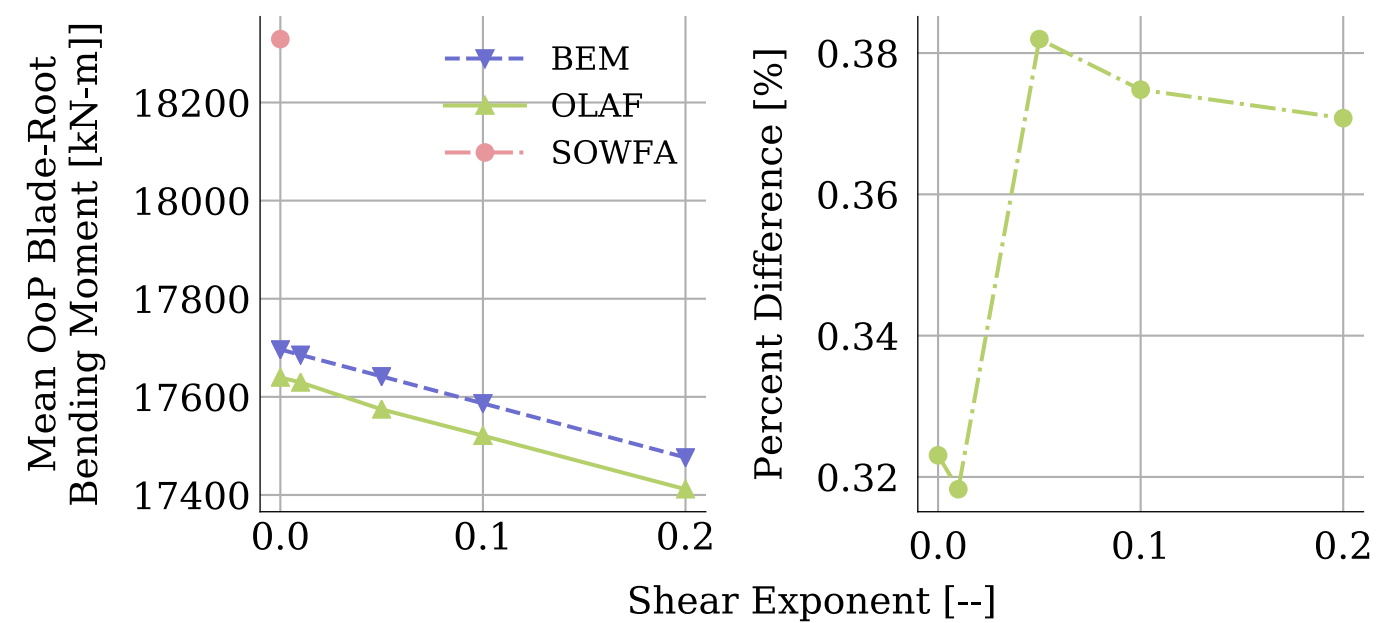 Mean OoP Blade-Root
Bending Moment [kN-m]]
18200
18000
17800
17600
17400
0.0
0.1
0.2
BEM
OLAF
SOWFA
Percent Difference [%]
0.38
0.36
0.34
0.32
0.0
0.1
0.2
Shear Exponent [--]